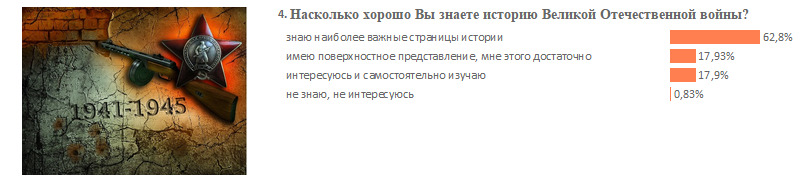 1941-1945
4. Насколько хорошо Вы знаете историю Великой Отечественной войны?
знаю наиболее важные страницы истории 62,8%
имею поверхностное представление, мне этого достаточно 17,93%
интересуюсь и самостоятельно изучаю 17,9%
не знаю, не интересуюсь 0,83%